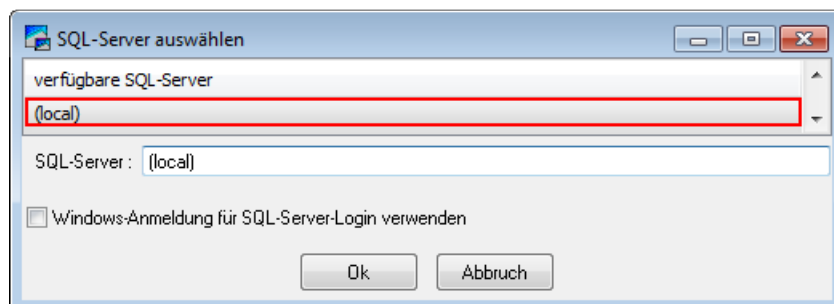 SQL-Server auswählen
verfügbare SQL-Server
(local)
SQL-Server : (local)
Windows-Anmeldung für SQL-Server-Login verwenden
Ok Abbruch